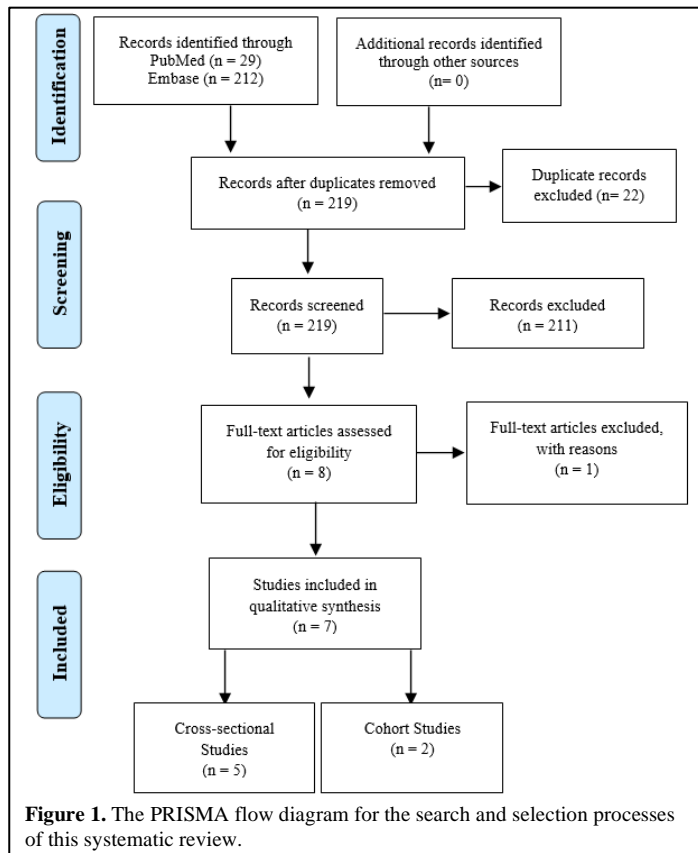 Identification
Records identified through
PubMed (n = 29)
Embase (n = 212)
Additional records identified
through other sources
(n= 0)
Records after duplicates removed
(n = 219)
Duplicate records
excluded (n= 22)
Screening
Records screened
(n = 219)
Records excluded
(n = 211)
Eligibility
Full-text articles assessed
for eligibility
(n = 8)
Full-text articles excluded,
with reasons
(n = 1)
Included
Studies included in
qualitative synthesis
(n = 7)
Cross-sectional
Studies
(n = 5)
Cohort Studies
(n = 2)
Figure 1. The PRISMA flow diagram for the search and selection processes
of this systematic review.